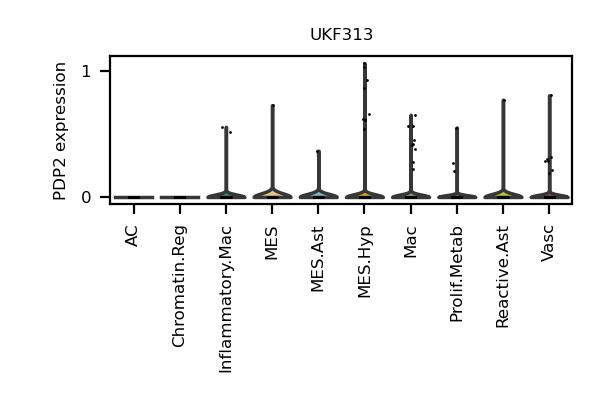 UKF313
PDP2 expression
1
0
AC
Chromatin.Reg
Inflammatory.Mac
MES
MES.Ast
MES.Hyp
Mac
Prolif.Metab
Reactive.Ast
Vasc